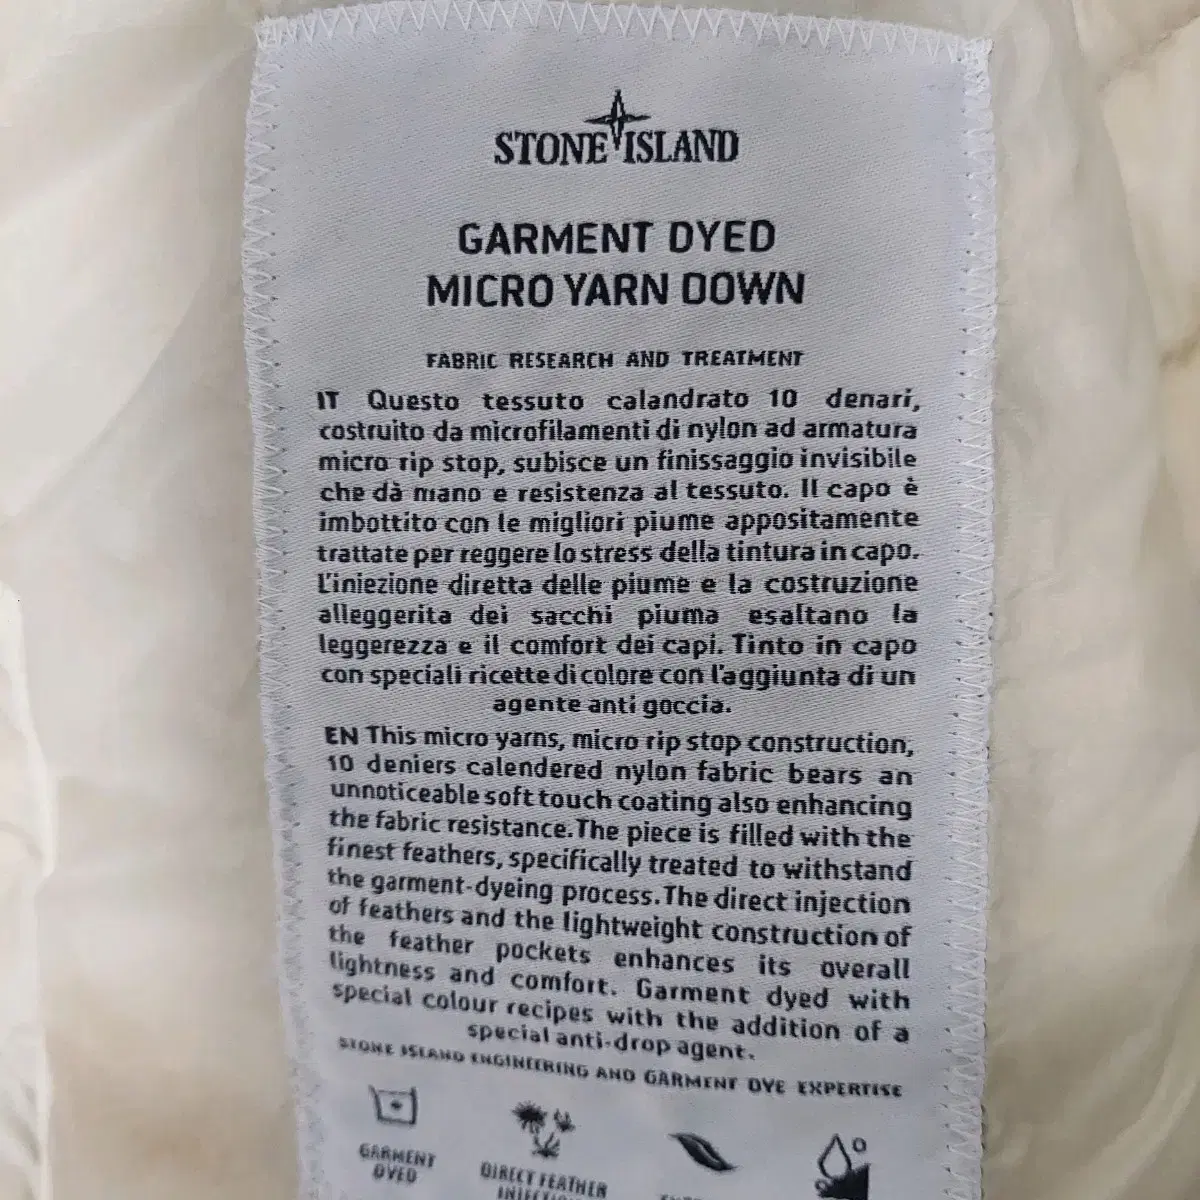 STONE ISLAND
GARMENT DYED
MICRO YARN DOWN
FABRIC RESEARCH AND TREATMENT
IT Questo tessuto calandrato 10 denari,
costruito da microfilamenti di nylon ad armatura
micro rip stop, subisce un finissaggio invisibile
che dà mano e resistenza al tessuto. Il capo è
imbottito con le migliori piume appositamente
trattate per reggere lo stress della tintura in capo.
L'iniezione diretta delle piume e la costruzione
alleggerita dei sacchi piuma esaltano la
leggerezza e il comfort dei capi. Tinto in capo
con speciali ricette di colore con l'aggiunta di un
agente anti goccia.
EN This micro yarns, micro rip stop construction,
10 deniers calendered nylon fabric bears an
unnoticeable soft touch coating also enhancing
the fabric resistance. The piece is filled with the
finest feathers, specifically treated to withstand
the garment-dyeing process. The direct injection
of feathers and the lightweight construction of
the feather pockets enhances its overall
lightness and comfort. Garment dyed with
special colour recipes with the addition of a
special anti-drop agent.
STONE ISLAND ENGINEERING AND GARMENT DYE EXPERTISE
GARMENT
DYED
DIRECT FEATHER